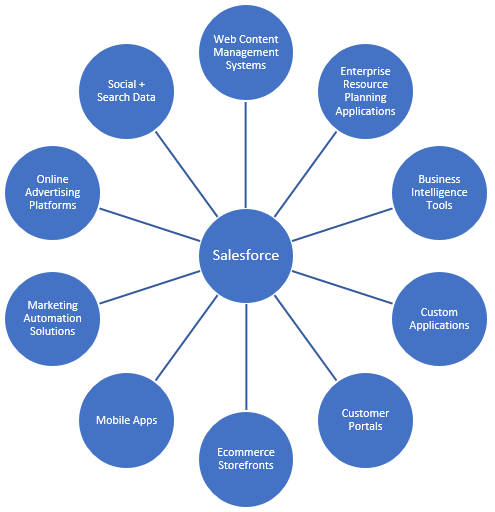 Web Content
Management
Systems
Enterprise
Resource
Planning
Applications
Business
Intelligence
Tools
Custom
Applications
Customer
Portals
Ecommerce
Storefronts
Mobile Apps
Marketing
Automation
Solutions
Online
Advertising
Platforms
Social +
Search Data
Salesforce